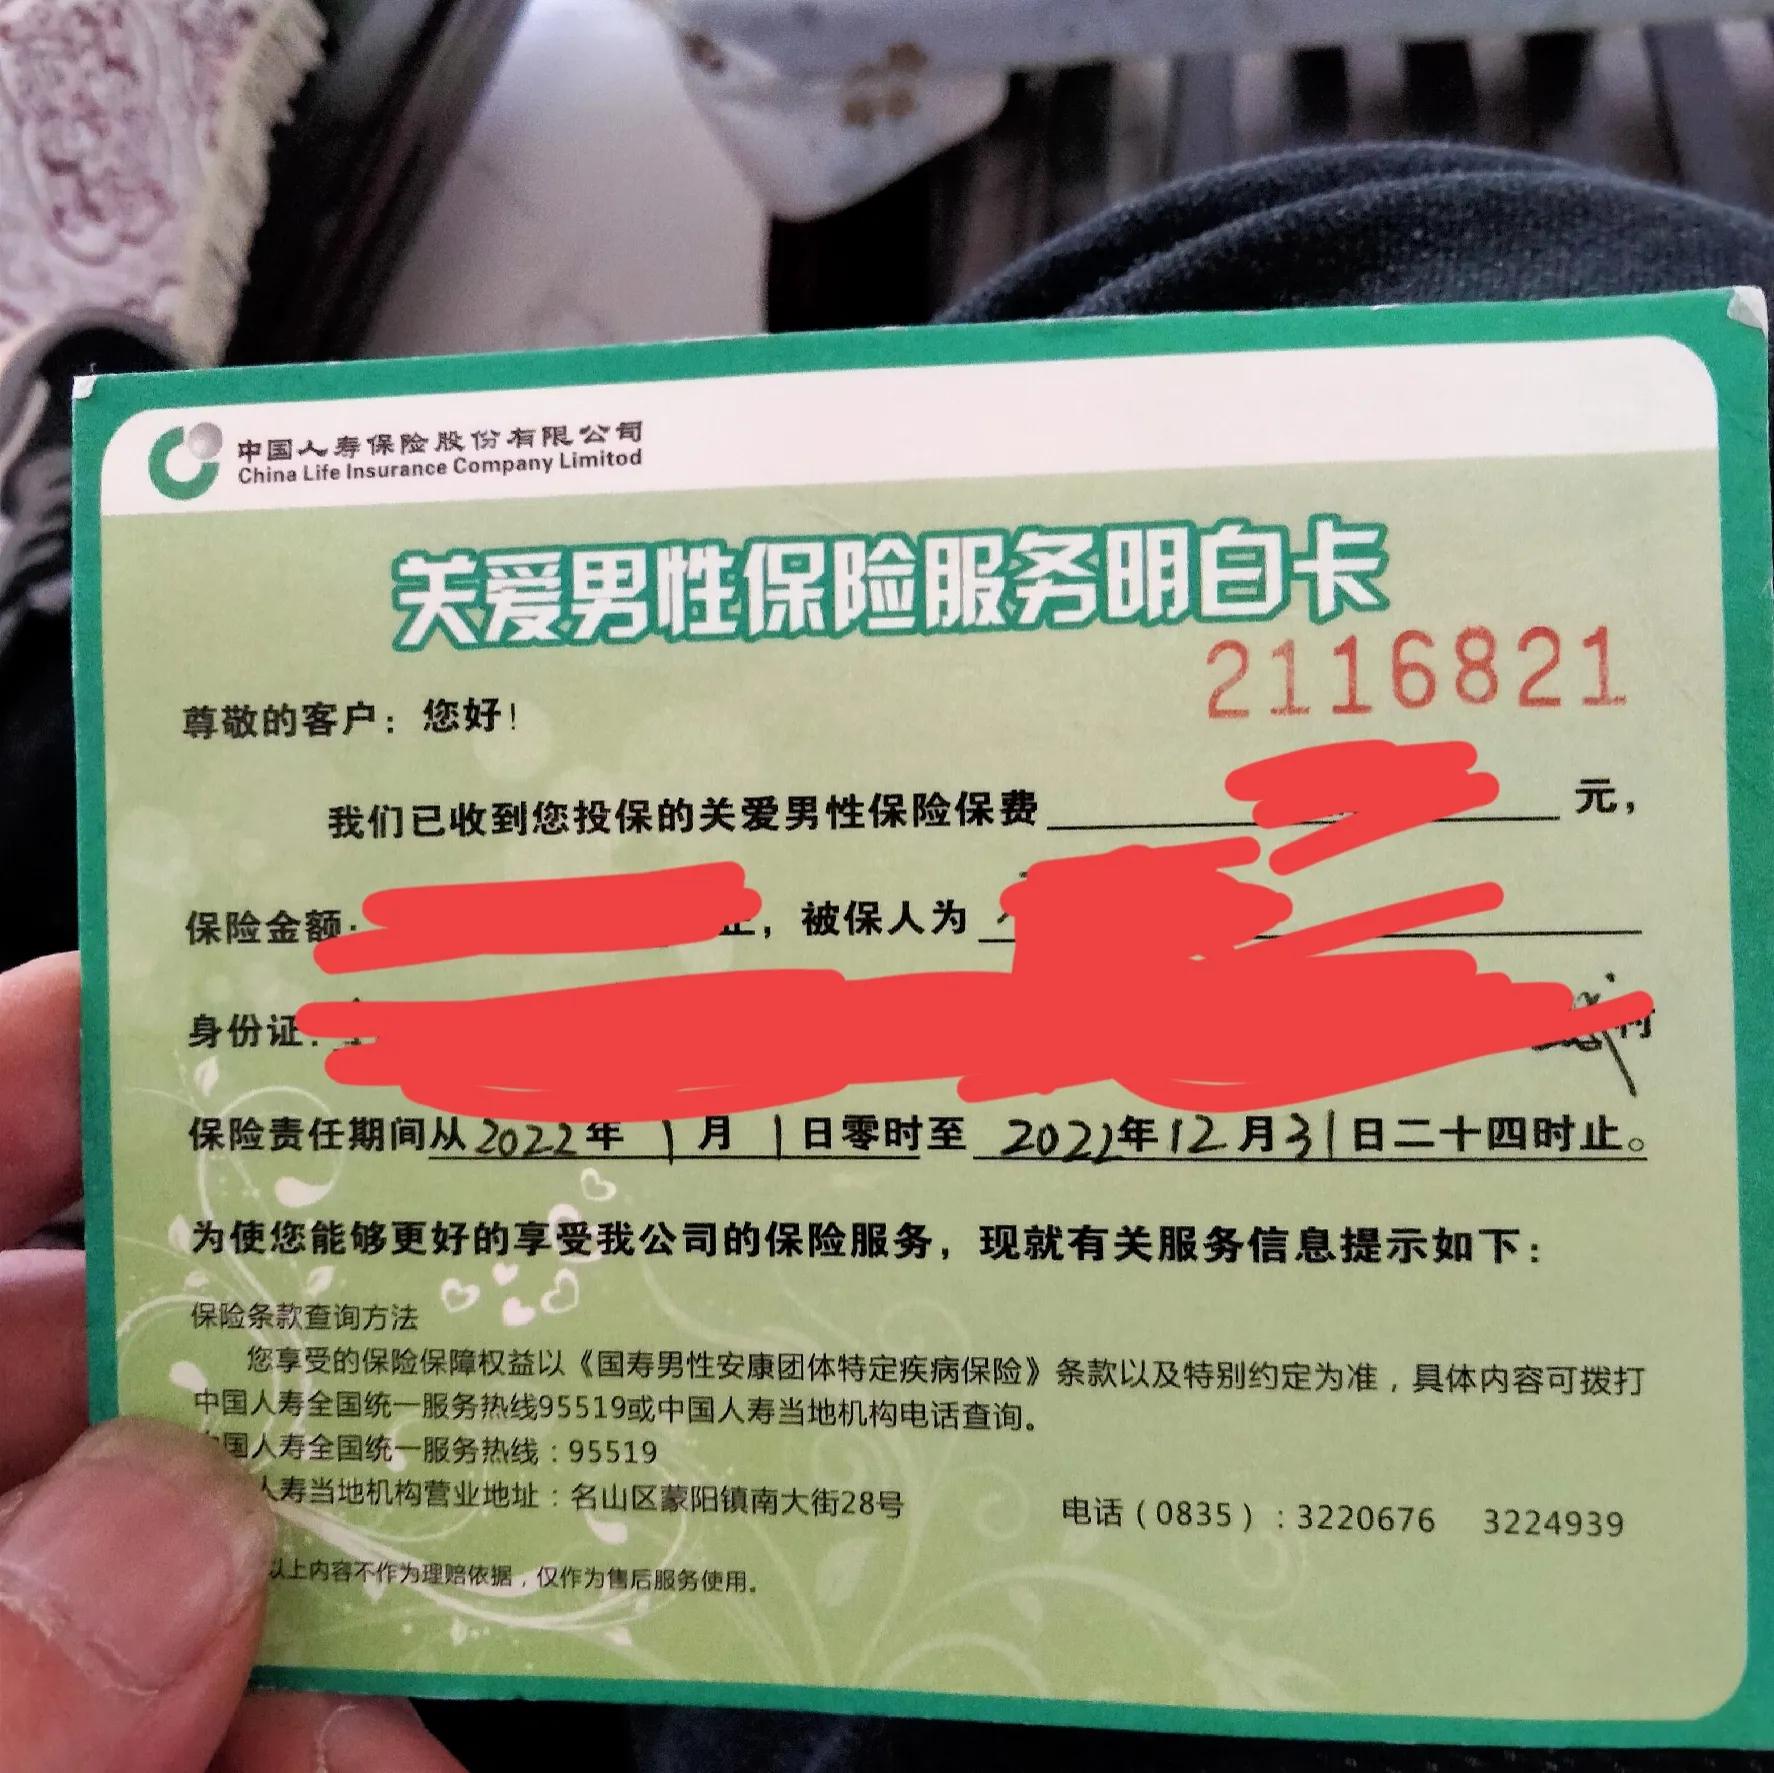 中国人寿保险股份有限公司
China Life Insurance Company Limitod
关爱男性保险服务明白卡
2116821
尊敬的客户：您好！
我们已收到您投保的关爱男性保险保费 元，
保险金额： ，被保人为
身份证： 村
保险责任期间从2022年1月1日零时至2022年12月31日二十四时止。
为使您能够更好的享受我公司的保险服务，现就有关服务信息提示如下：
保险条款查询方法
您享受的保险保障权益以《国寿男性安康团体特定疾病保险》条款以及特别约定为准，具体内容可拨打
中国人寿全国统一服务热线95519或中国人寿当地机构电话查询。
中国人寿全国统一服务热线：95519
人寿当地机构营业地址：名山区蒙阳镇南大街28号 电话（0835）：3220676 3224939
以上内容不作为理赔依据，仅作为售后服务使用。